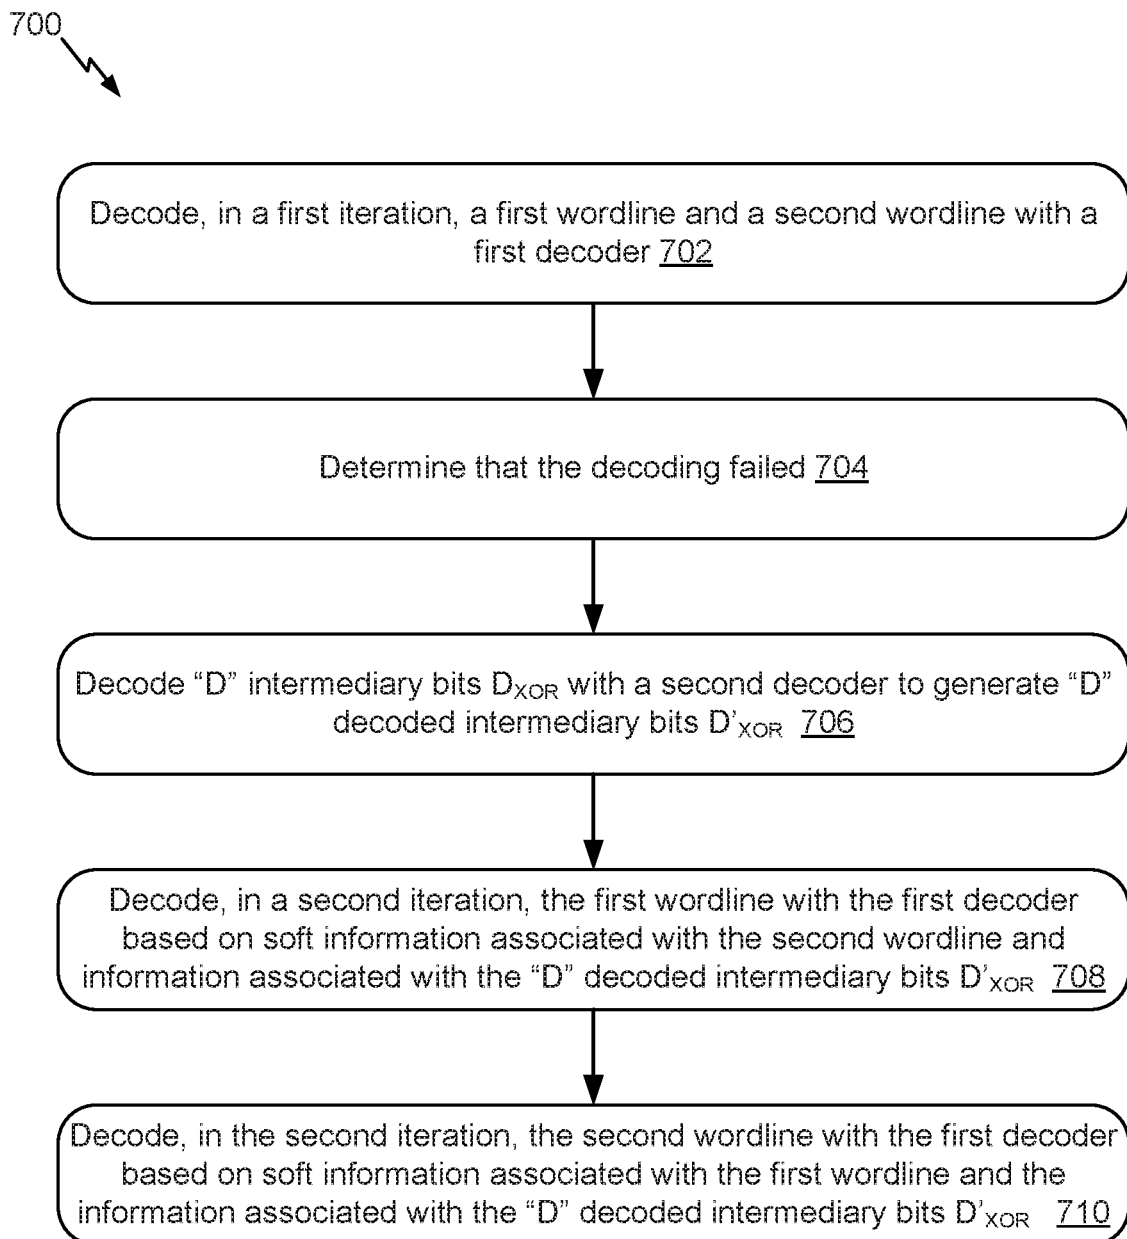 700
Decode, in a first iteration, a first wordline and a second wordline with a
first decoder 702
Determine that the decoding failed 704
Decode “D” intermediary bits DXOR with a second decoder to generate “D”
decoded intermediary bits D’XOR 706
Decode, in a second iteration, the first wordline with the first decoder
based on soft information associated with the second wordline and
information associated with the “D” decoded intermediary bits D’XOR 708
Decode, in the second iteration, the second wordline with the first decoder
based on soft information associated with the first wordline and the
information associated with the “D” decoded intermediary bits D’XOR 710